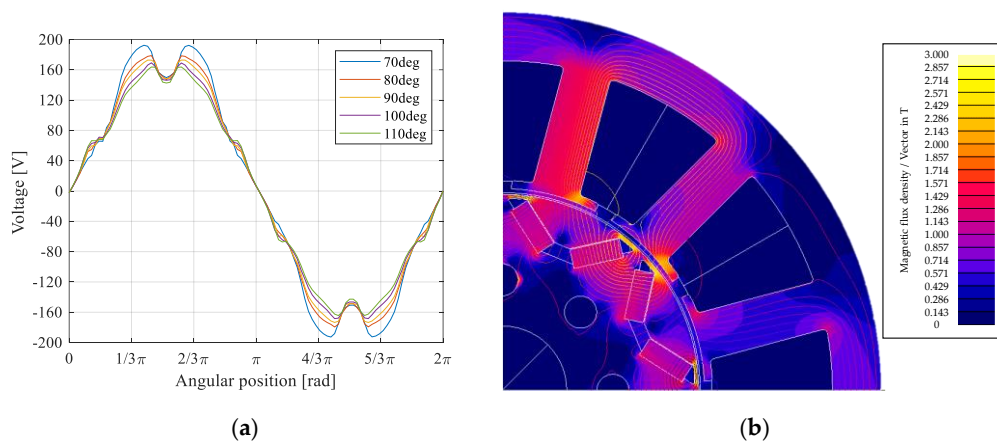 200
160
120
80
40
0
-40
-80
-120
-160
-200
Voltage [V]
0
1/3π
2/3π
π
4/3π
5/3π
2π
Angular position [rad]
70deg
80deg
90deg
100deg
110deg
(a)
Magnetic flux density / Vector in T
3.000
2.857
2.714
2.571
2.429
2.286
2.143
2.000
1.857
1.714
1.571
1.429
1.286
1.143
1.000
0.857
0.714
0.571
0.429
0.286
0.143
0
(b)